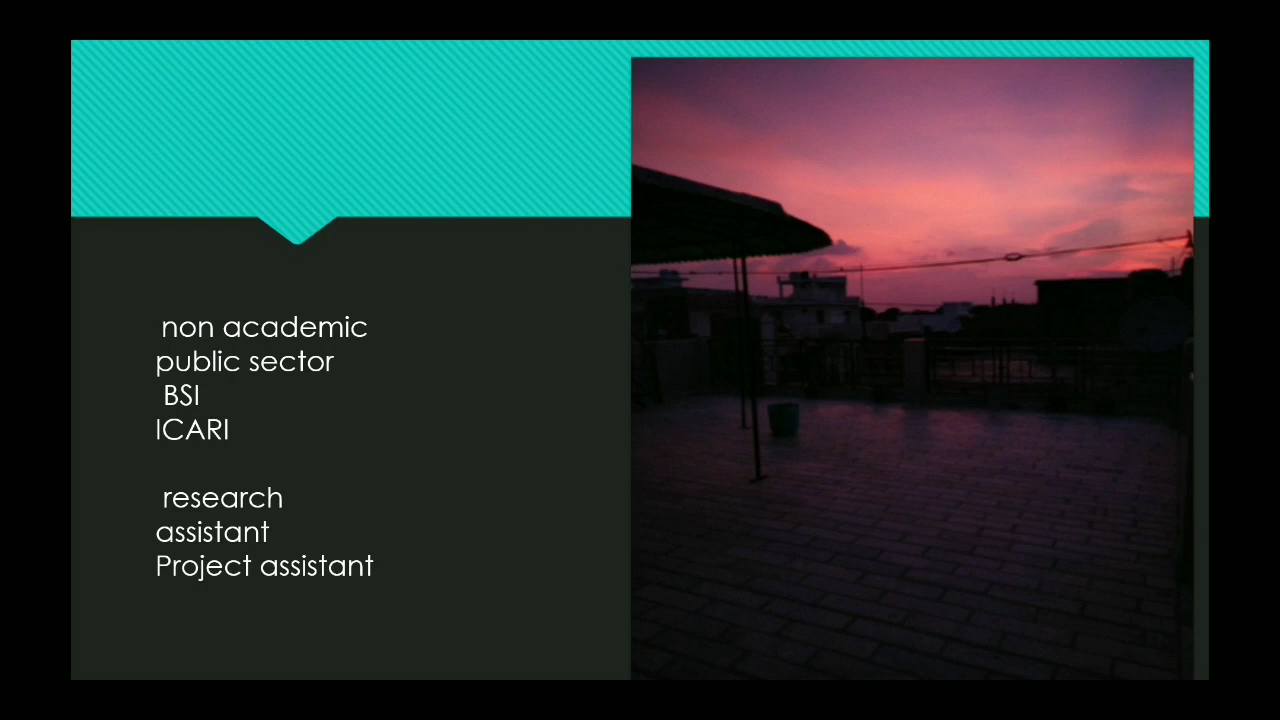 non academic
public sector
BSI
ICARI
research
assistant
Project assistant